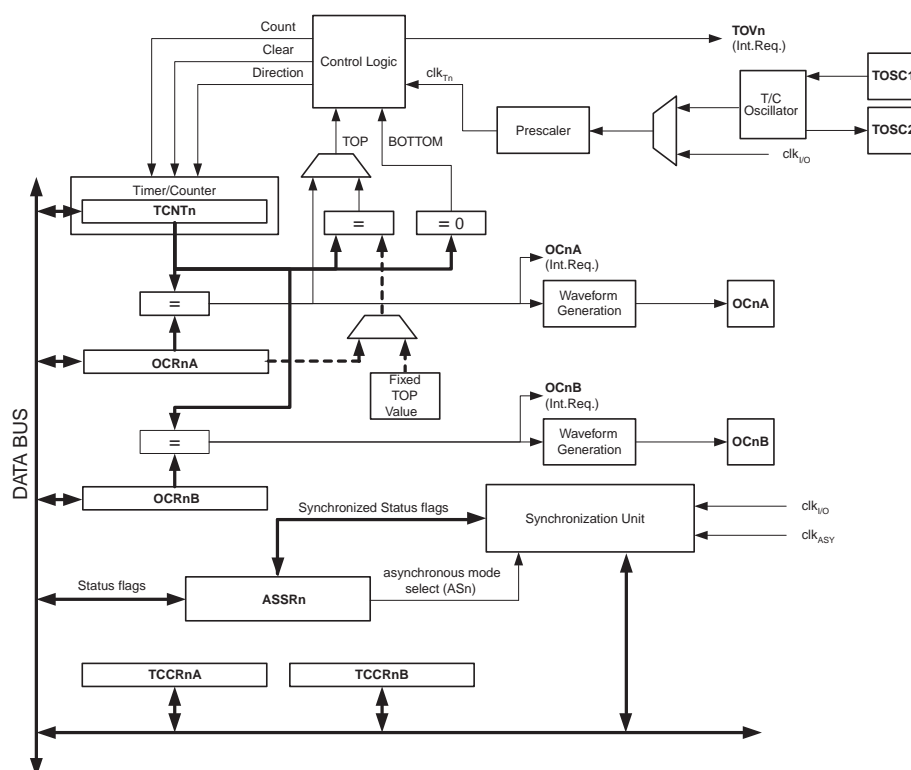 Count
Clear
Direction
Control Logic
clkTn
TOVn
(Int.Req.)
TOSC1
T/C
Oscillator
TOSC2
Prescaler
clkI/O
TOP
BOTTOM
Timer/Counter
TCNTn
=
= 0
OCnA
(Int.Req.)
=
Waveform
Generation
OCnA
OCRnA
Fixed
TOP
Value
OCnB
(Int.Req.)
=
Waveform
Generation
OCnB
OCRnB
DATA BUS
Synchronized Status flags
Synchronization Unit
clkI/O
clkASY
Status flags
ASSRn
asynchronous mode
select (ASn)
TCCRnA
TCCRnB